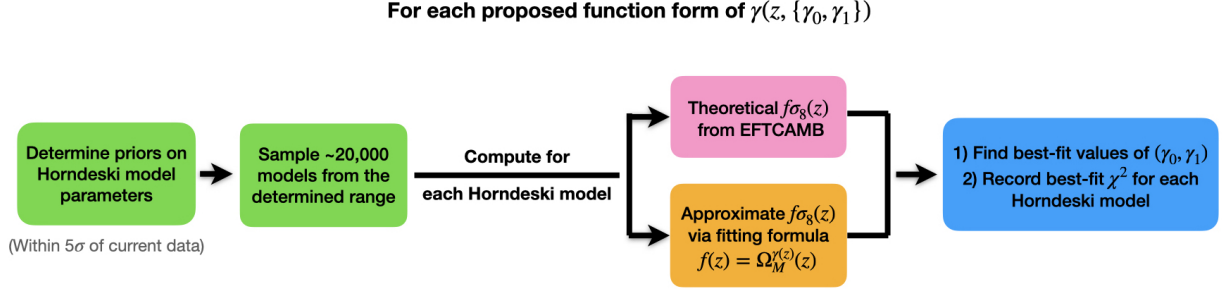 For each proposed function form of γ(z, {γ₀, γ₁})
Determine priors on
Horndeski model
parameters
(Within 5σ of current data)
Sample ~20,000
models from the
determined range
Compute for
each Horndeski model
Theoretical fσ₈(z)
from EFTCAMB
Approximate fσ₈(z)
via fitting formula
f(z) = Ω_M^γ(z)(z)
1) Find best-fit values of (γ₀, γ₁)
2) Record best-fit χ² for each
Horndeski model